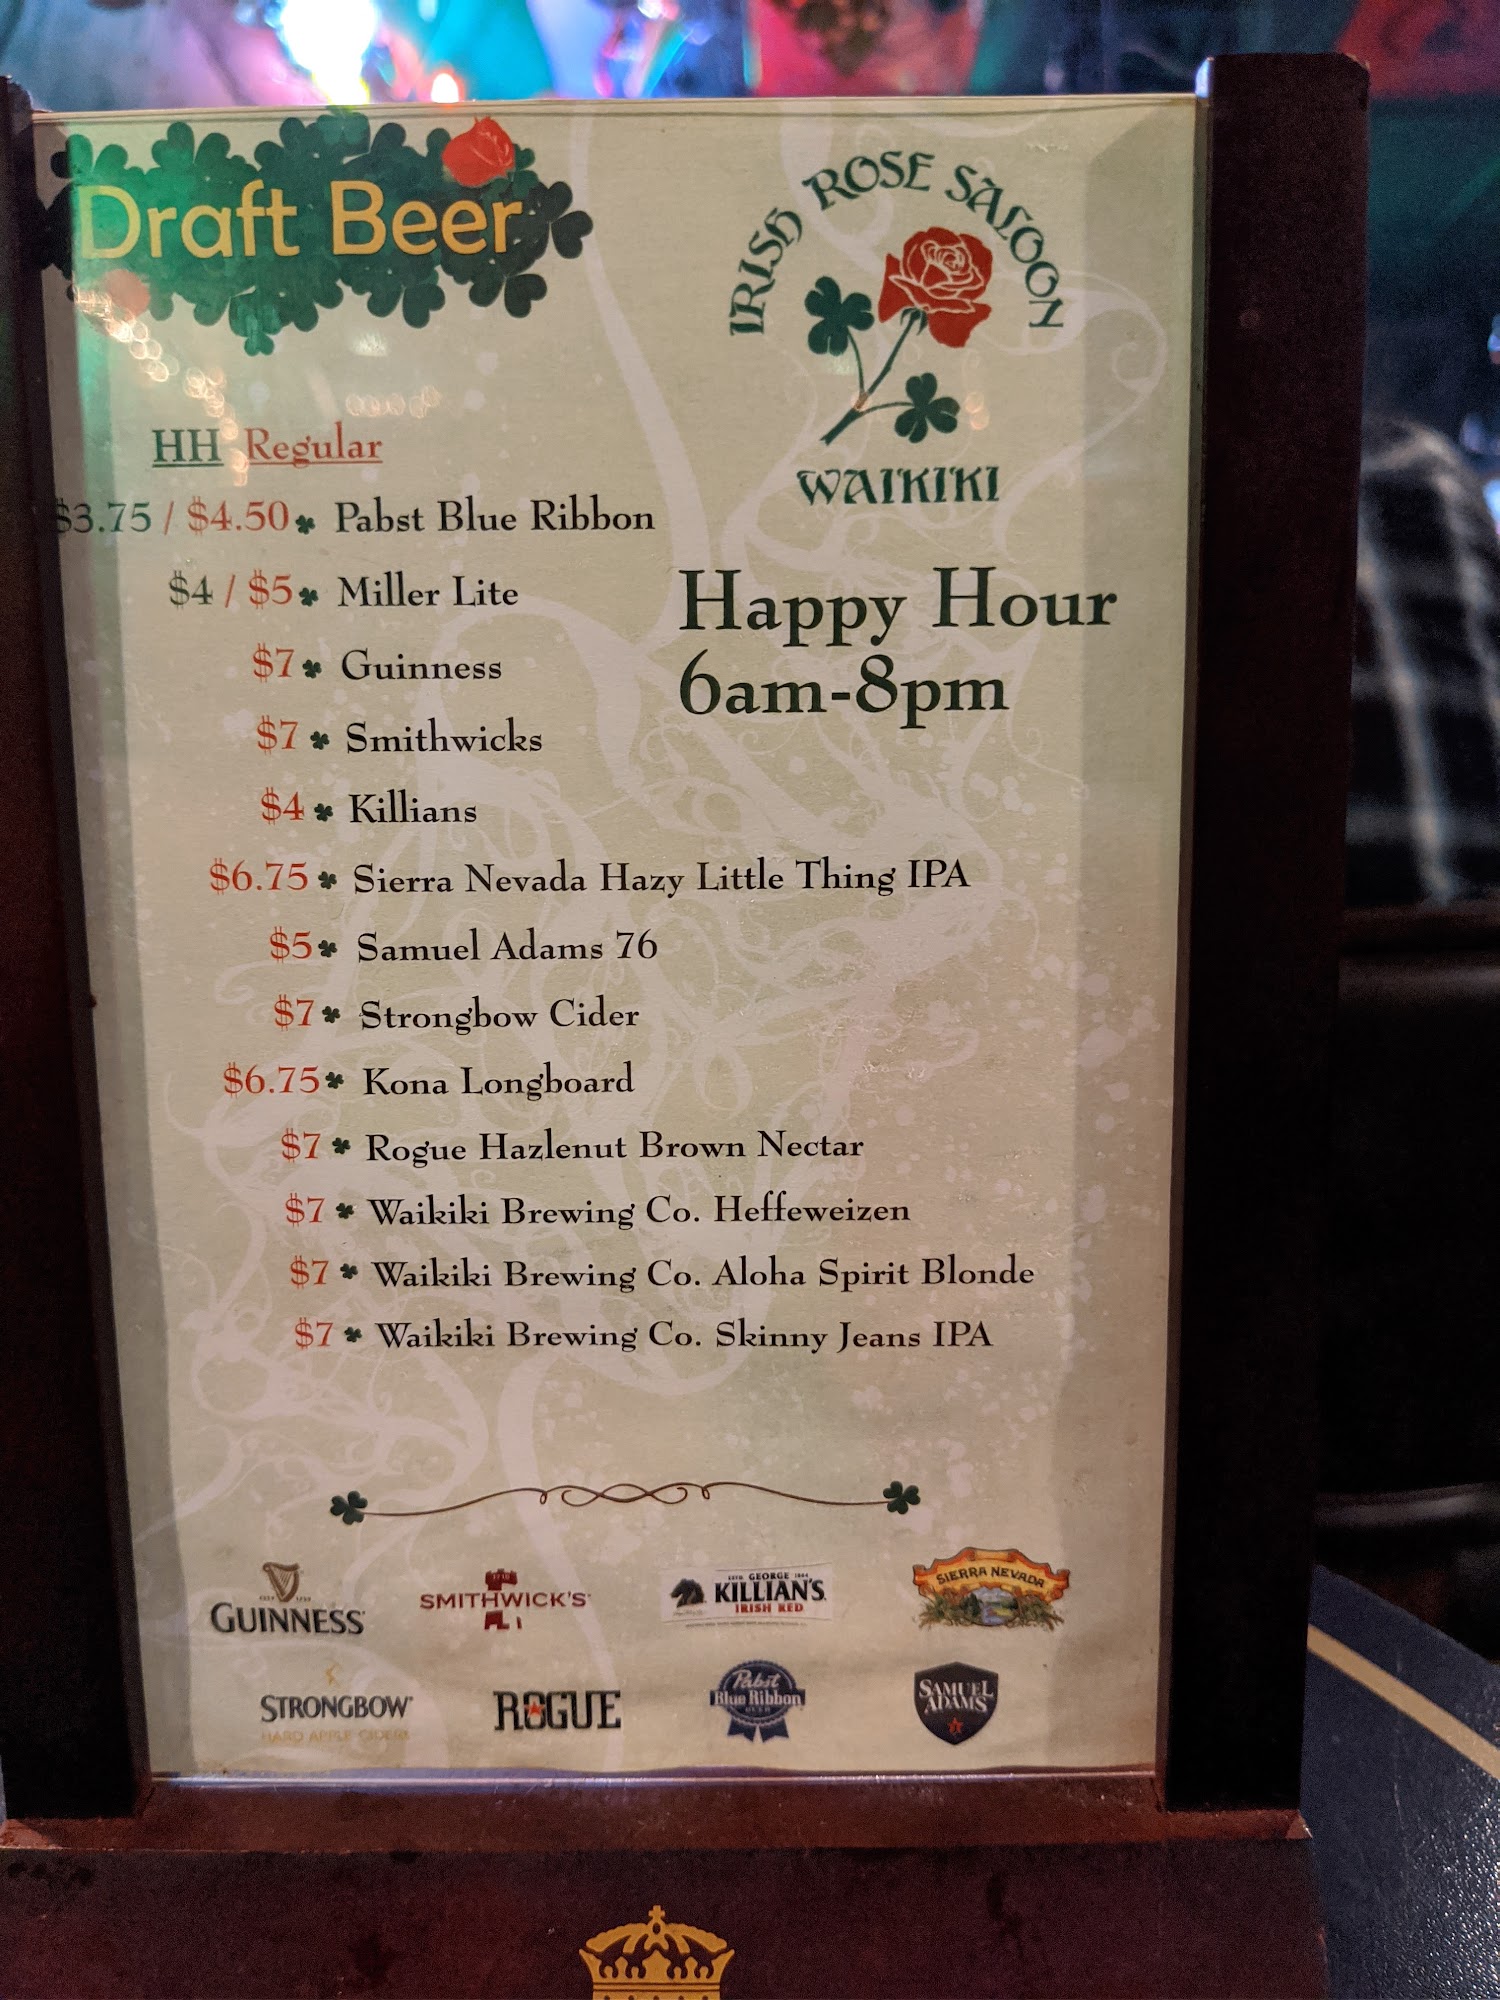 Draft Beer
IRISH ROSE SALOON
WAIKIKI
HH Regular
$3.75 / $4.50 Pabst Blue Ribbon
$4 / $5 Miller Lite
Happy Hour
6am-8pm
$7 Guinness
$7 Smithwicks
$4 Killians
$6.75 Sierra Nevada Hazy Little Thing IPA
$5 Samuel Adams 76
$7 Strongbow Cider
$6.75 Kona Longboard
$7 Rogue Hazlenut Brown Nectar
$7 Waikiki Brewing Co. Heffeweizen
$7 Waikiki Brewing Co. Aloha Spirit Blonde
$7 Waikiki Brewing Co. Skinny Jeans IPA
GUINNESS
SMITHWICK'S
GEORGE
KILLIAN'S
IRISH RED
SIERRA NEVADA
STRONGBOW
HARD APPLE CIDERS
ROGUE
Pabst
Blue Ribbon
SAMUEL
ADAMS